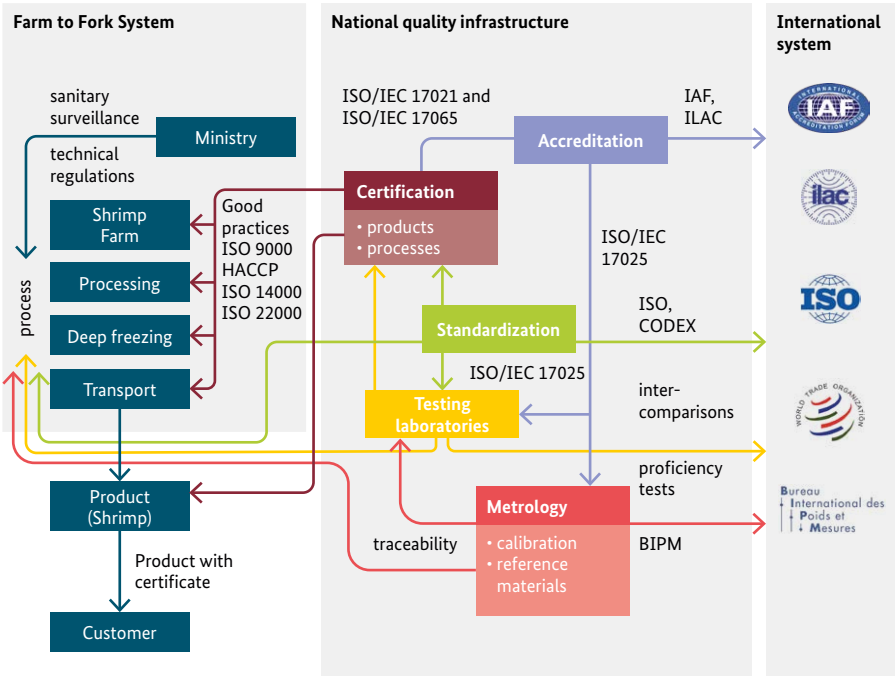 Farm to Fork System
sanitary
surveillance
technical
regulations
Ministry
Shrimp
Farm
Processing
Deep freezing
Transport
process
Good
practices
ISO 9000
HACCP
ISO 14000
ISO 22000
Product
(Shrimp)
Product with
certificate
Customer
National quality infrastructure
ISO/IEC 17021 and
ISO/IEC 17065
Accreditation
IAF,
ILAC
Certification
• products
• processes
ISO/IEC
17025
Standardization
ISO,
CODEX
ISO/IEC 17025
Testing
laboratories
inter-
comparisons
proficiency
tests
Metrology
• calibration
• reference
materials
traceability
BIPM
International
system
INTERNATIONAL
IAF
ACCREDITATION FORUM
ilac
ISO
WORLD TRADE ORGANIZATION
Bureau
International des
Poids et
Mesures